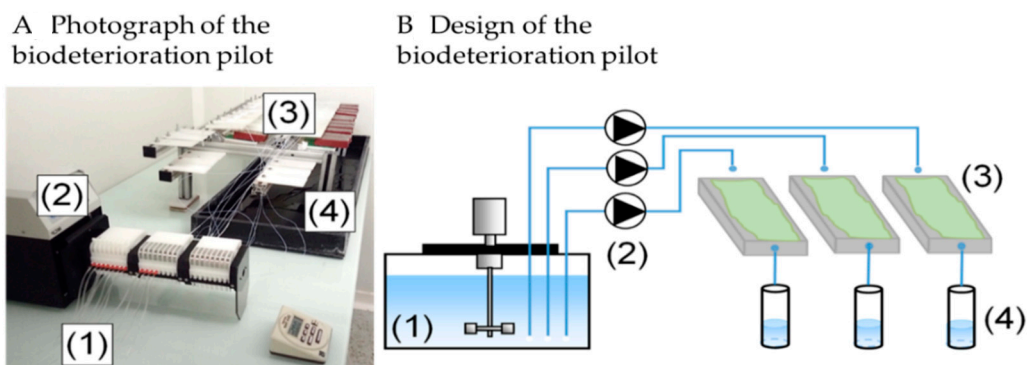 A Photograph of the
biodeterioration pilot
B Design of the
biodeterioration pilot
(3)
(2)
(4)
(1)
(3)
(2)
(1)
(4)